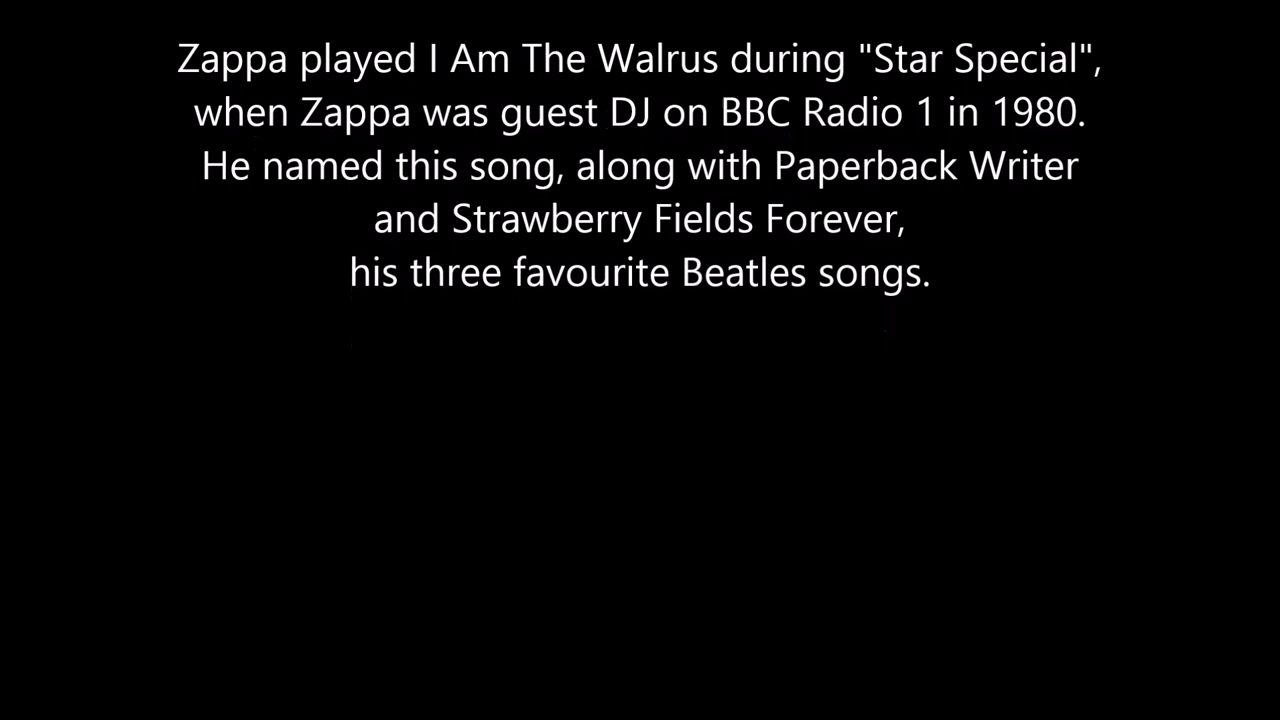 Zappa played I Am The Walrus during "Star Special",
when Zappa was guest DJ on BBC Radio 1 in 1980.
He named this song, along with Paperback Writer
and Strawberry Fields Forever,
his three favourite Beatles songs.